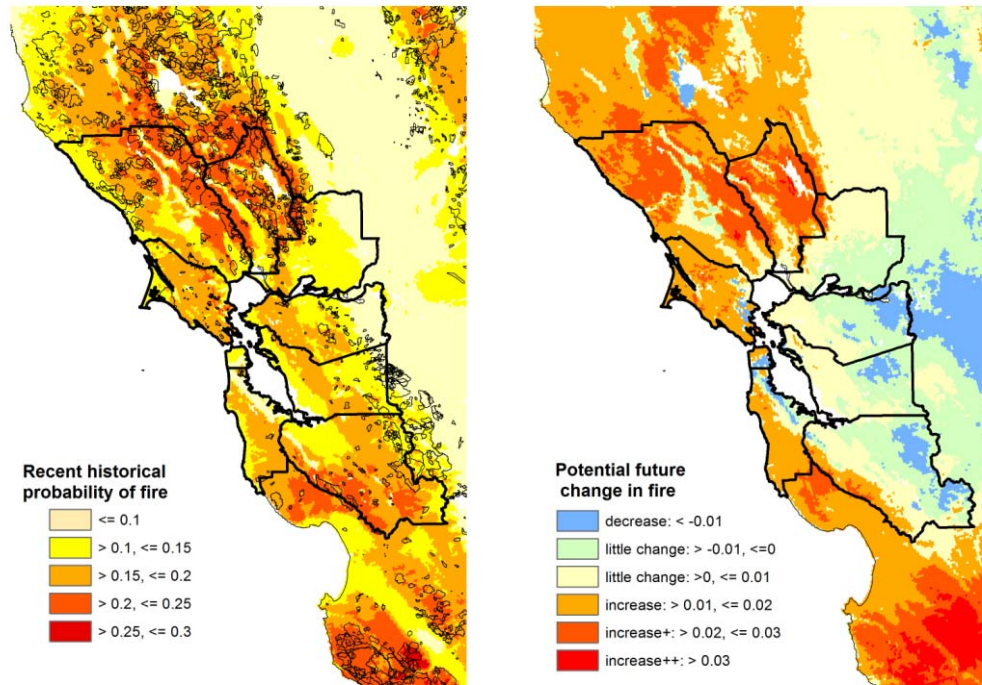 Recent historical
probability of fire
<= 0.1
> 0.1, <= 0.15
> 0.15, <= 0.2
> 0.2, <= 0.25
> 0.25, <= 0.3
Potential future
change in fire
decrease: < -0.01
little change: > -0.01, <=0
little change: >0, <= 0.01
increase: > 0.01, <= 0.02
increase+: > 0.02, <= 0.03
increase++: > 0.03